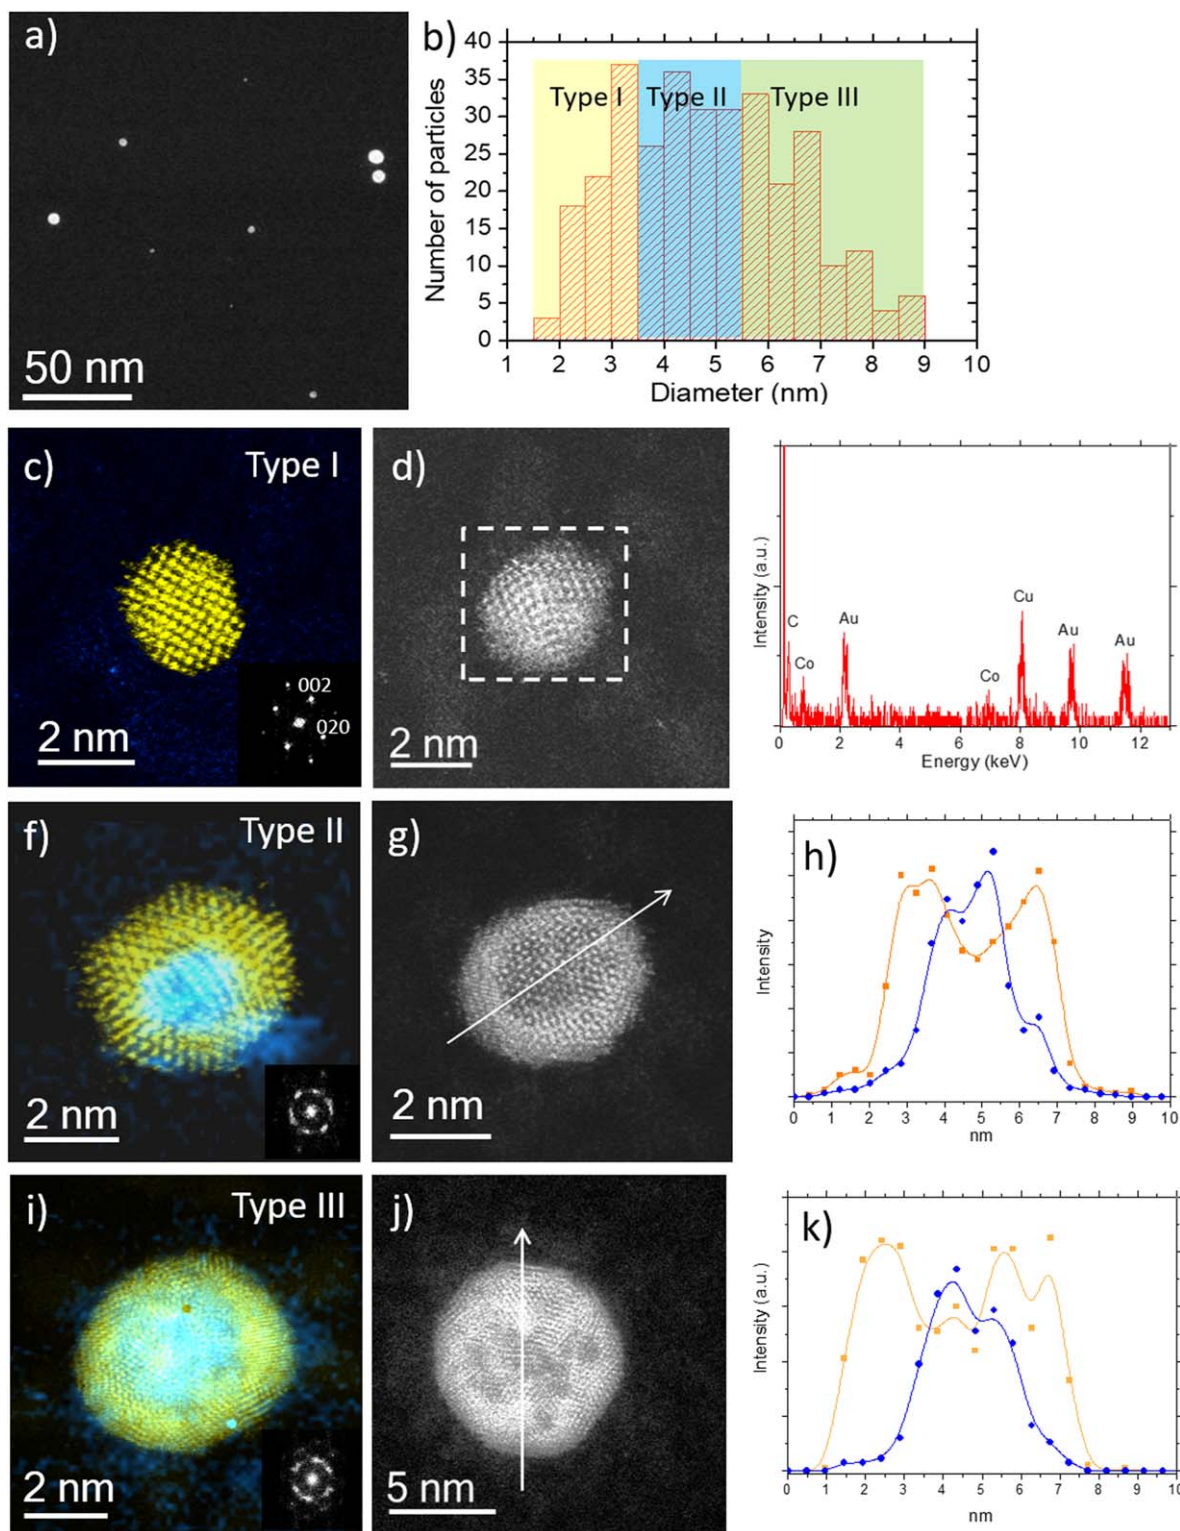 a)
50 nm
b)
40
35
30
25
20
15
10
5
0
Number of particles
Type I
Type II
Type III
1 2 3 4 5 6 7 8 9 10
Diameter (nm)
c)
Type I
002
020
2 nm
d)
2 nm
Intensity (a.u.)
C
Co
Au
Co
Cu
Au
Au
0 2 4 6 8 10 12
Energy (keV)
f)
Type II
2 nm
g)
2 nm
h)
Intensity
0 1 2 3 4 5 6 7 8 9 10
nm
i)
Type III
2 nm
j)
5 nm
k)
Intensity (a.u.)
0 1 2 3 4 5 6 7 8 9 10
nm